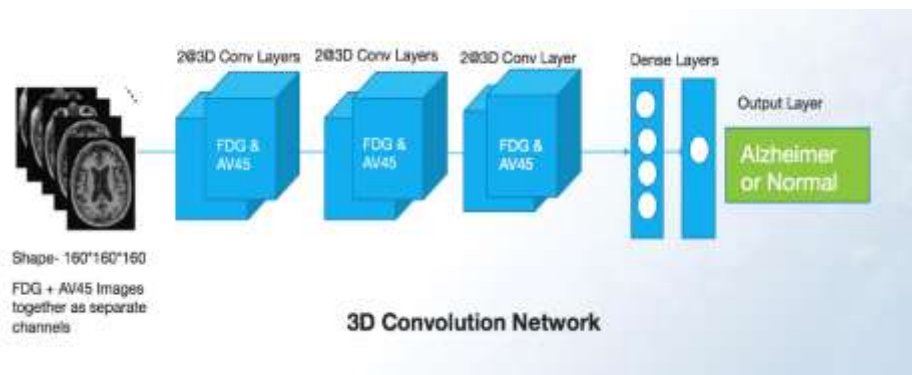 2@3D Conv Layers
2@3D Conv Layers
2@3D Conv Layer
Dense Layers
Output Layer
FDG &
AV45
FDG &
AV45
FDG &
AV45
Alzheimer
or Normal
Shape- 160*160*160
FDG + AV45 Images
together as separate
channels
3D Convolution Network